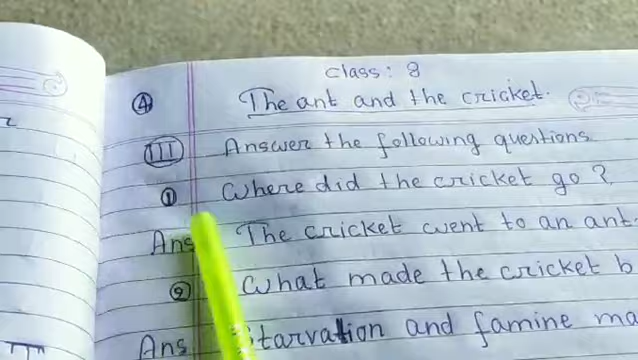 Class : 8
④ The ant and the cricket.
III Answer the following questions
① Where did the cricket go ?
Ans The cricket went to an ant.
② What made the cricket b
Ans Starvation and famine ma